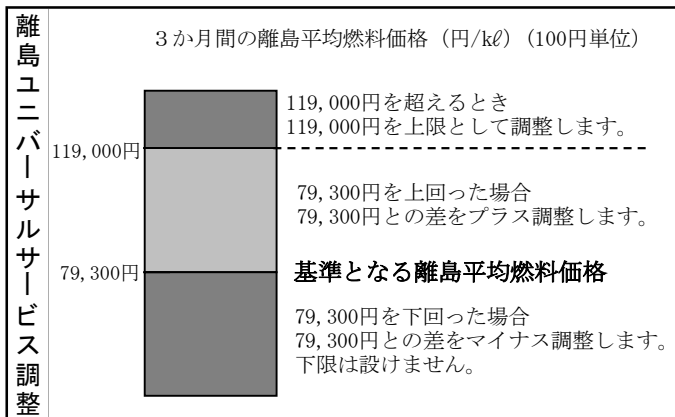 離島ユニバーサルサービス調整
3か月間の離島平均燃料価格（円/kℓ）(100円単位)
119,000円を超えるとき
119,000円を上限として調整します。
119,000円
79,300円を上回った場合
79,300円との差をプラス調整します。
79,300円
基準となる離島平均燃料価格
79,300円を下回った場合
79,300円との差をマイナス調整します。
下限は設けません。